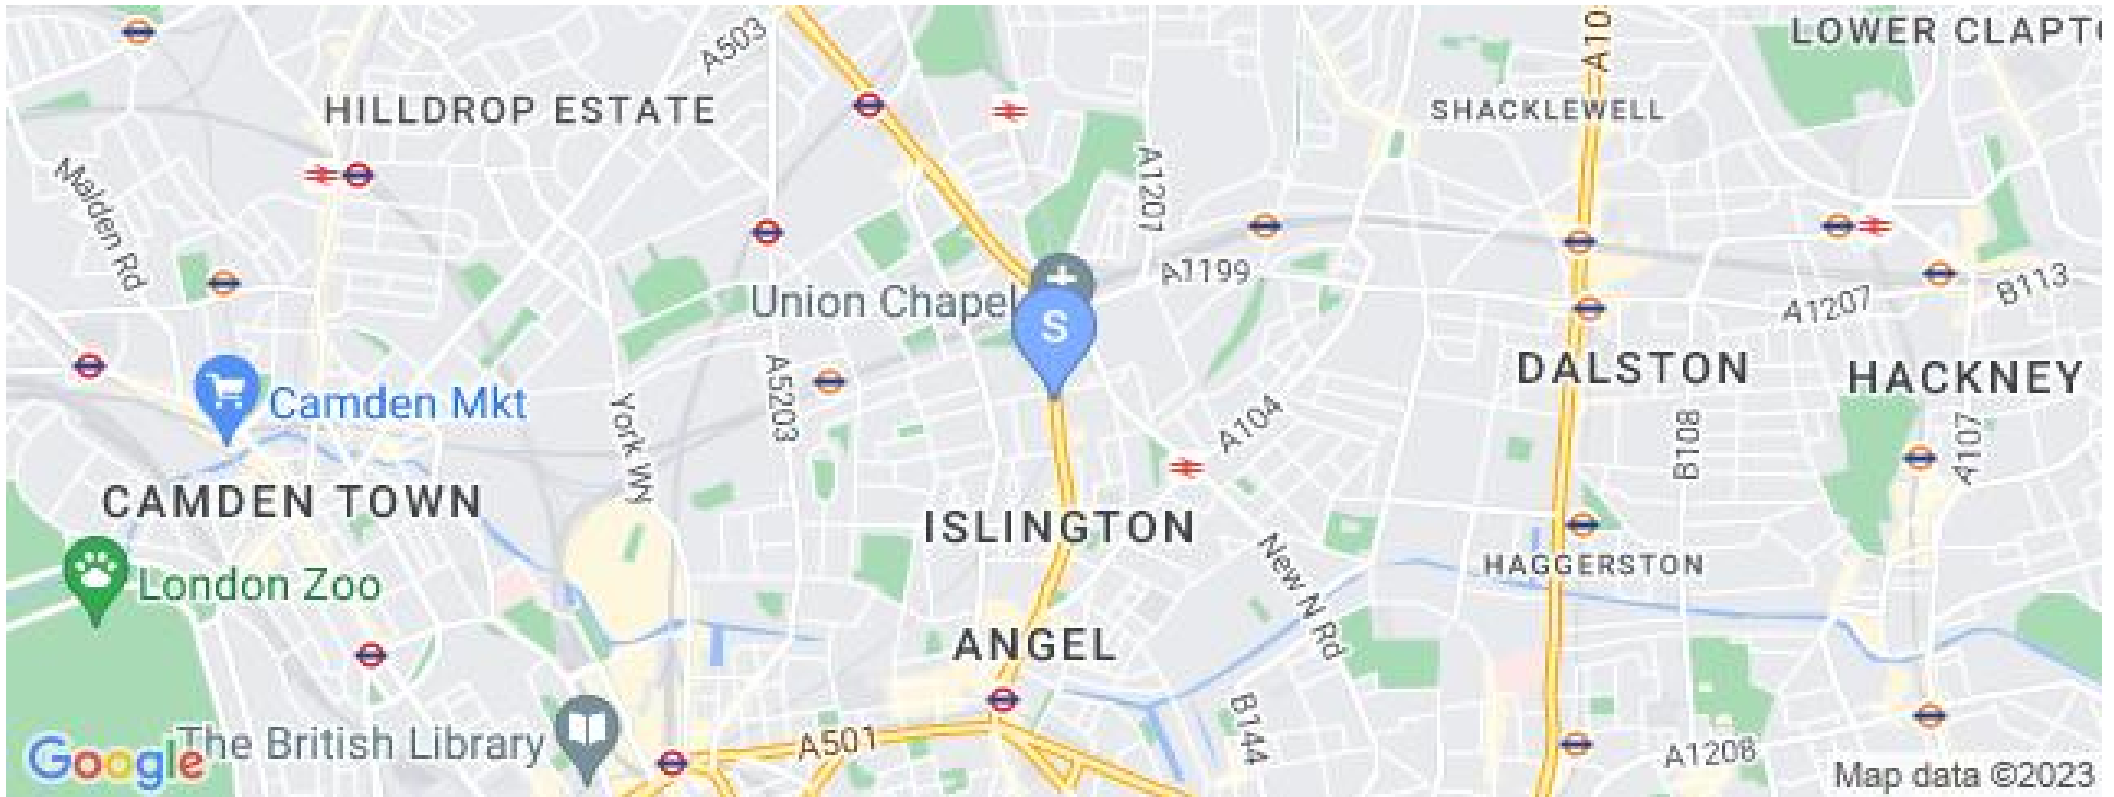 A503
A10
LOWER CLAPTO
HILLDROP ESTATE
SHACKLEWELL
Malden Rd
A1207
A1199
B113
Union Chapel
S
A1207
A5203
DALSTON
HACKNEY
Camden Mkt
York Wy
A104
B108
A107
CAMDEN TOWN
ISLINGTON
New N Rd
HAGGERSTON
London Zoo
ANGEL
B144
The British Library
A501
A1208
Google
Map data ©2023